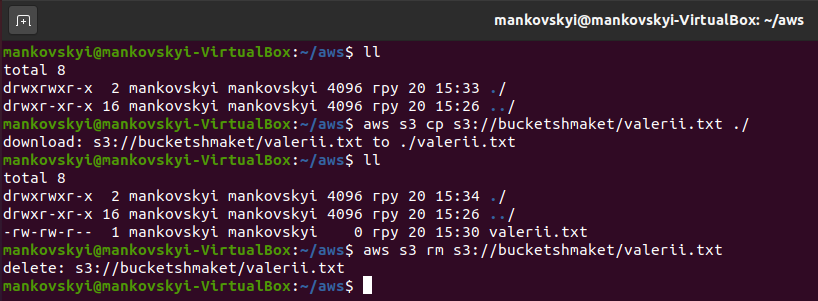 mankovskyi@mankovskyi-VirtualBox: ~/aws
mankovskyi@mankovskyi-VirtualBox:~/aws$ ll
total 8
drwxrwxr-x  2 mankovskyi mankovskyi 4096 гру 20 15:33 ./
drwxr-xr-x 16 mankovskyi mankovskyi 4096 гру 20 15:26 ../
mankovskyi@mankovskyi-VirtualBox:~/aws$ aws s3 cp s3://bucketshmaket/valerii.txt ./
download: s3://bucketshmaket/valerii.txt to ./valerii.txt
mankovskyi@mankovskyi-VirtualBox:~/aws$ ll
total 8
drwxrwxr-x  2 mankovskyi mankovskyi 4096 гру 20 15:34 ./
drwxr-xr-x 16 mankovskyi mankovskyi 4096 гру 20 15:26 ../
-rw-rw-r--  1 mankovskyi mankovskyi    0 гру 20 15:30 valerii.txt
mankovskyi@mankovskyi-VirtualBox:~/aws$ aws s3 rm s3://bucketshmaket/valerii.txt
delete: s3://bucketshmaket/valerii.txt
mankovskyi@mankovskyi-VirtualBox:~/aws$